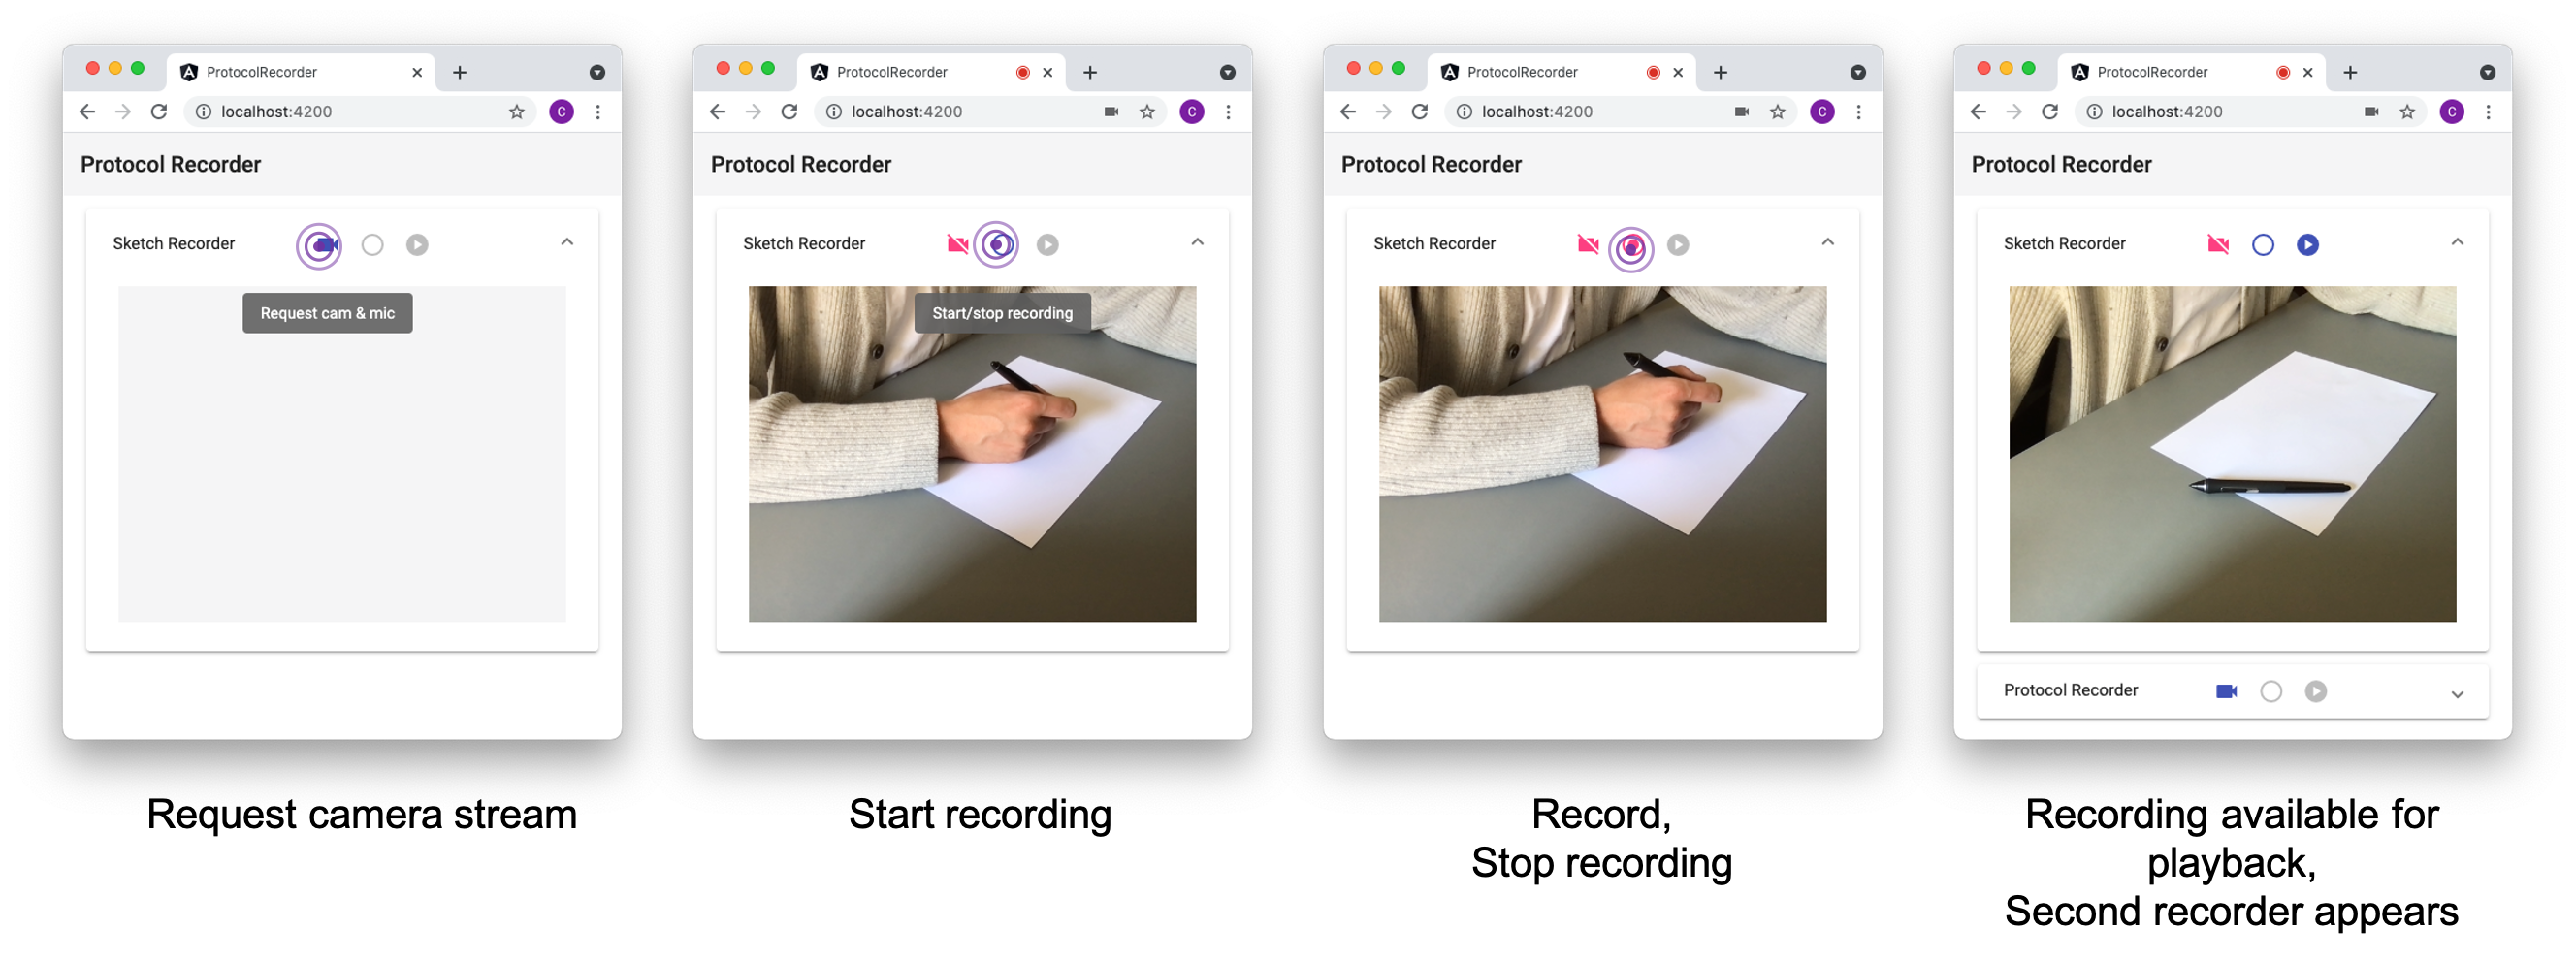 ProtocolRecorder
localhost:4200
C
Protocol Recorder
Sketch Recorder
Request cam & mic
Request camera stream
ProtocolRecorder
localhost:4200
C
Protocol Recorder
Sketch Recorder
Start/stop recording
Start recording
ProtocolRecorder
localhost:4200
C
Protocol Recorder
Sketch Recorder
Record,
Stop recording
ProtocolRecorder
localhost:4200
C
Protocol Recorder
Sketch Recorder
Protocol Recorder
Recording available for
playback,
Second recorder appears